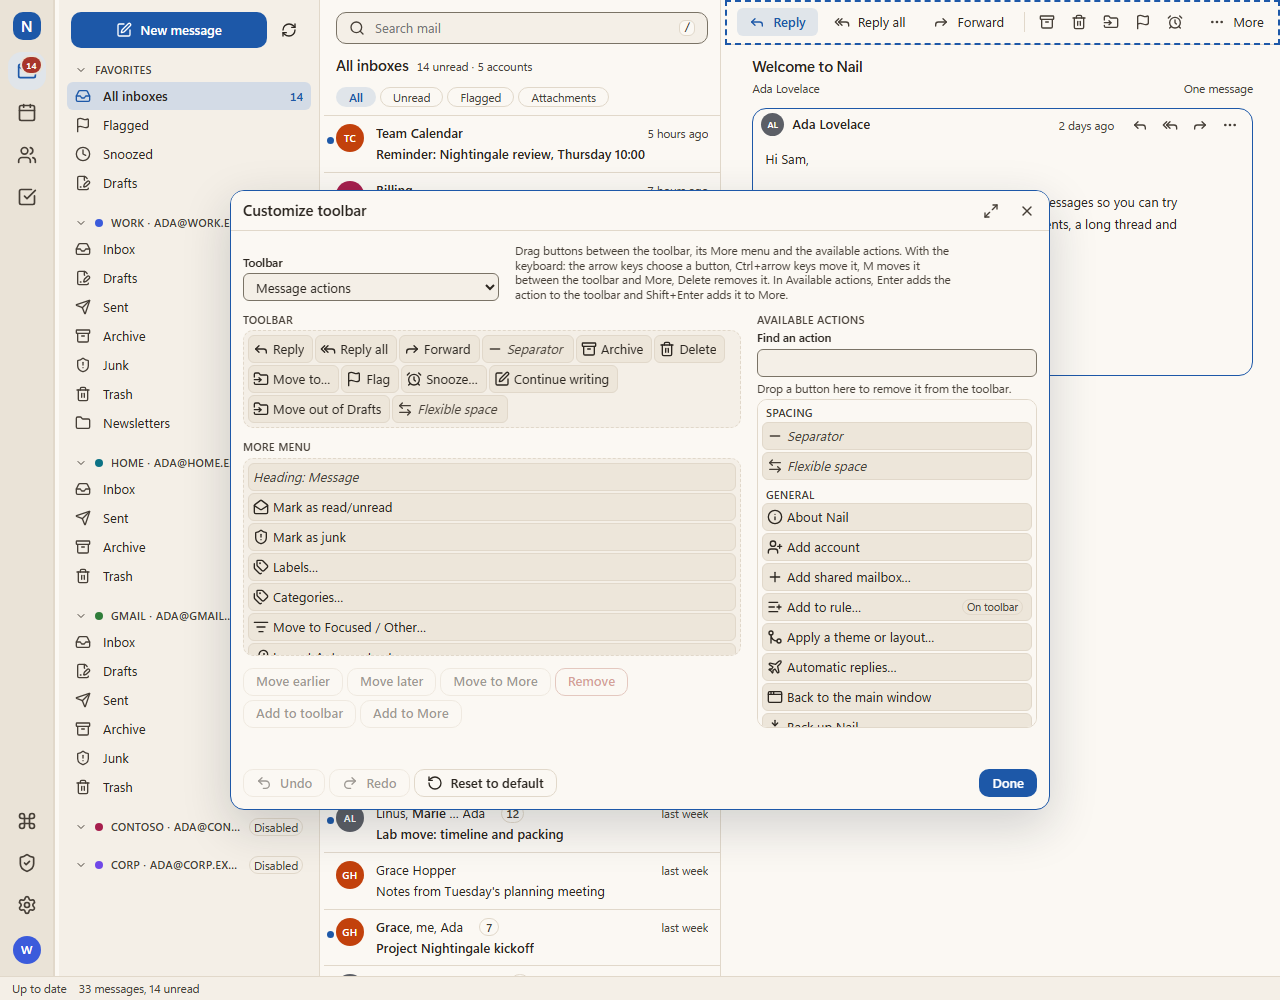 N
New message
Search mail
/
Reply
Reply all
Forward
More
14
FAVORITES
All inboxes
14
Flagged
Snoozed
Drafts
All inboxes
14 unread · 5 accounts
All
Unread
Flagged
Attachments
Welcome to Nail
Ada Lovelace
One message
TC
Team Calendar
5 hours ago
Reminder: Nightingale review, Thursday 10:00
Billing
7 hours ago
AL
Ada Lovelace
2 days ago
Hi Sam,
essages so you can try
nts, a long thread and
WORK · ADA@WORK.E
Inbox
Drafts
Sent
Archive
Junk
Trash
Newsletters
HOME · ADA@HOME.E
Inbox
Sent
Archive
Trash
GMAIL · ADA@GMAIL...
Inbox
Drafts
Sent
Archive
Junk
Trash
CONTOSO · ADA@CON...
Disabled
CORP · ADA@CORP.EX...
Disabled
W
Customize toolbar
Toolbar
Message actions
Drag buttons between the toolbar, its More menu and the available actions. With the
keyboard: the arrow keys choose a button, Ctrl+arrow keys move it, M moves it
between the toolbar and More, Delete removes it. In Available actions, Enter adds the
action to the toolbar and Shift+Enter adds it to More.
TOOLBAR
Reply
Reply all
Forward
Separator
Archive
Delete
Move to...
Flag
Snooze...
Continue writing
Move out of Drafts
Flexible space
MORE MENU
Heading: Message
Mark as read/unread
Mark as junk
Labels...
Categories...
Move to Focused / Other...
Move earlier
Move later
Move to More
Remove
Add to toolbar
Add to More
AVAILABLE ACTIONS
Find an action
Drop a button here to remove it from the toolbar.
SPACING
Separator
Flexible space
GENERAL
About Nail
Add account
Add shared mailbox...
Add to rule...
On toolbar
Apply a theme or layout...
Automatic replies...
Back to the main window
Back up Nail
Undo
Redo
Reset to default
Done
AL
Linus, Marie ... Ada
12
last week
Lab move: timeline and packing
GH
Grace Hopper
last week
Notes from Tuesday's planning meeting
GH
Grace, me, Ada
7
last week
Project Nightingale kickoff
Up to date
33 messages, 14 unread